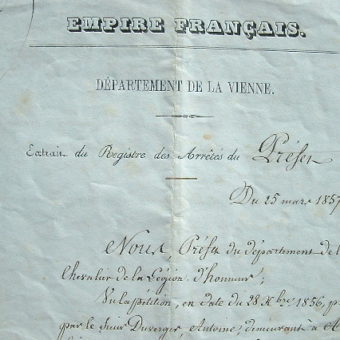 EMPIRE FRANÇAIS.
DÉPARTEMENT DE LA VIENNE.
Extrait du Registre des Arrêtés du Préfet
Du 25 mars 1857
Nous, Préfet du département de l
Chevalier de la Légion d'honneur;
Vu la pétition, en date du 28 Xbre 1856, p
par le Sieur Duverger, Antoine, demeurant à